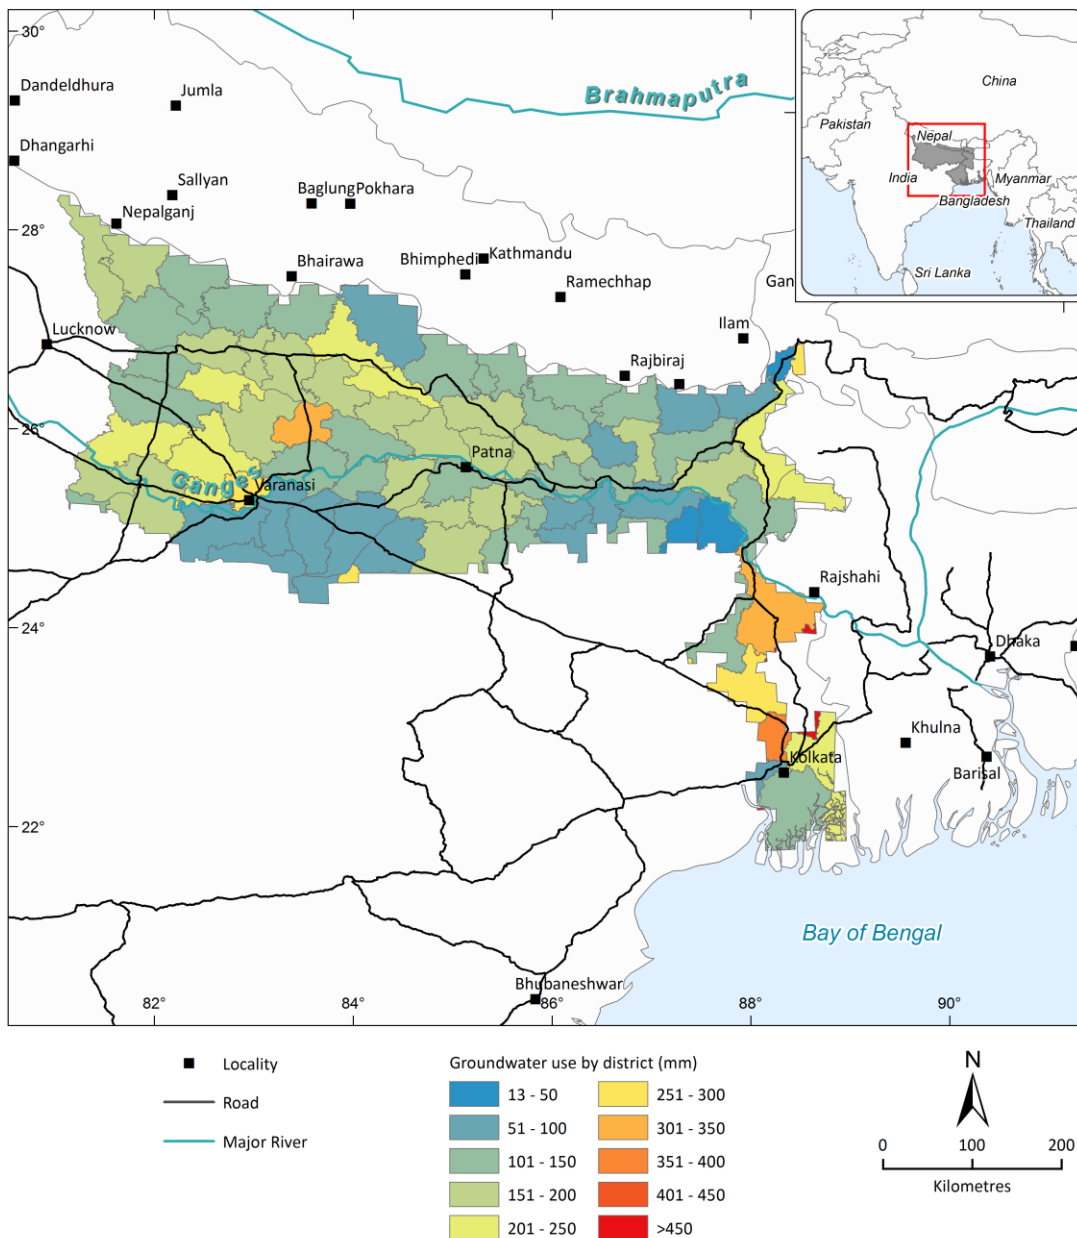 30°
28°
26°
24°
22°
82°
84°
86°
88°
90°
Dandeldhura
Jumla
Brahmaputra
Dhangarhi
Sallyan
Baglung
Pokhara
Nepalganj
Bhairawa
Bhimphedi
Kathmandu
Ramechhap
Gan
Ilam
Lucknow
Rajbiraj
Patna
Ganges
Varanasi
Rajshahi
Dhaka
Khulna
Kolkata
Barisal
Bay of Bengal
Bhubaneshwar
China
Pakistan
Nepal
India
Myanmar
Bangladesh
Thailand
Sri Lanka
Locality
Road
Major River
Groundwater use by district (mm)
13 - 50
51 - 100
101 - 150
151 - 200
201 - 250
251 - 300
301 - 350
351 - 400
401 - 450
>450
N
0 100 200
Kilometres